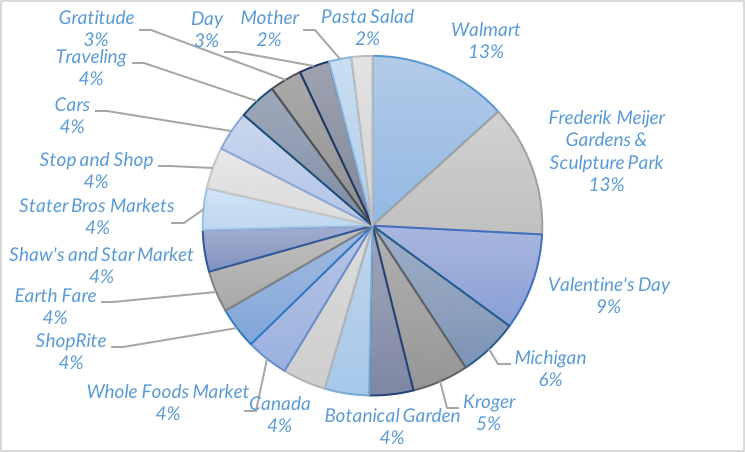 Walmart
13%
Frederik Meijer
Gardens &
Sculpture Park
13%
Valentine's Day
9%
Michigan
6%
Kroger
5%
Botanical Garden
4%
Canada
4%
Whole Foods Market
4%
ShopRite
4%
Earth Fare
4%
Shaw's and Star Market
4%
Stater Bros Markets
4%
Stop and Shop
4%
Cars
4%
Traveling
4%
Gratitude
3%
Day
3%
Mother
2%
Pasta Salad
2%